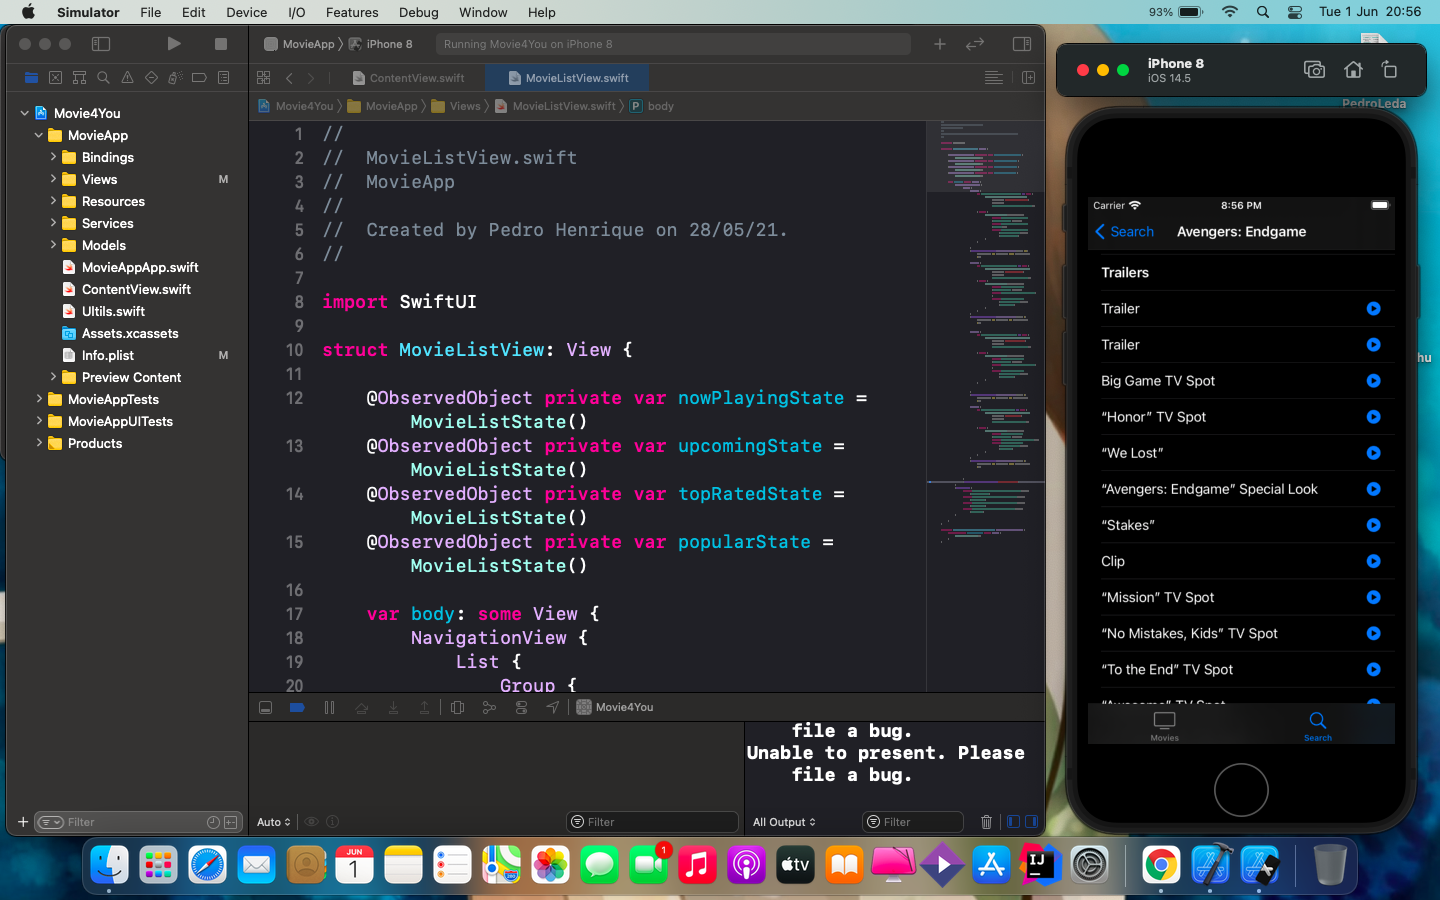 Simulator File Edit Device I/O Features Debug Window Help 93% Tue 1 Jun 20:56
MovieApp iPhone 8 Running Movie4You on iPhone 8
ContentView.swift MovieListView.swift
Movie4You MovieApp Views MovieListView.swift P body
Movie4You
MovieApp
Bindings
Views M
Resources
Services
Models
MovieAppApp.swift
ContentView.swift
Ultils.swift
Assets.xcassets
Info.plist M
Preview Content
MovieAppTests
MovieAppUITests
Products
Filter
1 //
2 //  MovieListView.swift
3 //  MovieApp
4 //
5 //  Created by Pedro Henrique on 28/05/21.
6 //
7
8 import SwiftUI
9
10 struct MovieListView: View {
11
12 @ObservedObject private var nowPlayingState =
MovieListState()
13 @ObservedObject private var upcomingState =
MovieListState()
14 @ObservedObject private var topRatedState =
MovieListState()
15 @ObservedObject private var popularState =
MovieListState()
16
17 var body: some View {
18 NavigationView {
19 List {
20 Group {
Movie4You
file a bug.
Unable to present. Please
file a bug.
Auto Filter All Output Filter
iPhone 8
iOS 14.5
PedroLeda
hu
Carrier 8:56 PM
Search Avengers: Endgame
Trailers
Trailer
Trailer
Big Game TV Spot
“Honor” TV Spot
“We Lost”
“Avengers: Endgame” Special Look
“Stakes”
Clip
“Mission” TV Spot
“No Mistakes, Kids” TV Spot
“To the End” TV Spot
“Awesome” TV Spot
Movies Search
JUN
1
1
tv
IJ